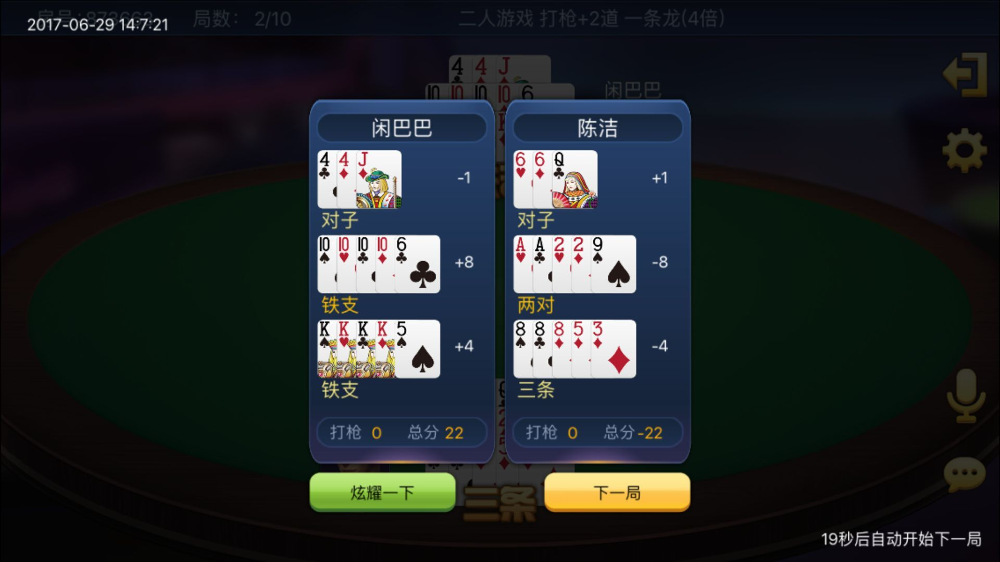 2017-06-29 14:7:21
局数: 2/10
二人游戏 打枪+2道 一条龙(4倍)
4 4 J
10 10 10 10 6
闲巴巴
闲巴巴
4 4 J
-1
对子
10 10 10 10 6
+8
铁支
K K K K 5
+4
铁支
打枪 0 总分 22
陈洁
6 6 Q
+1
对子
A A 2 2 9
-8
两对
8 8 8 5 3
-4
三条
打枪 0 总分 -22
炫耀一下
三条
下一局
19秒后自动开始下一局